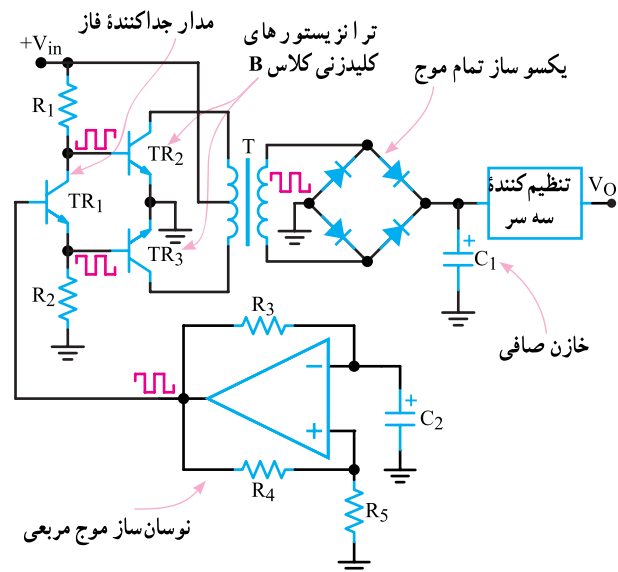 مدار جداکنندهٔ فاز
ترانزیستورهای
کلیدزنی کلاس B
یکسو ساز تمام موج
+Vin
R1
TR2
T
TR1
TR3
R2
تنظیم‌کنندهٔ
سه سر
VO
+
C1
خازن صافی
R3
−
+
+
C2
R4
R5
نوسان‌ساز موج مربعی